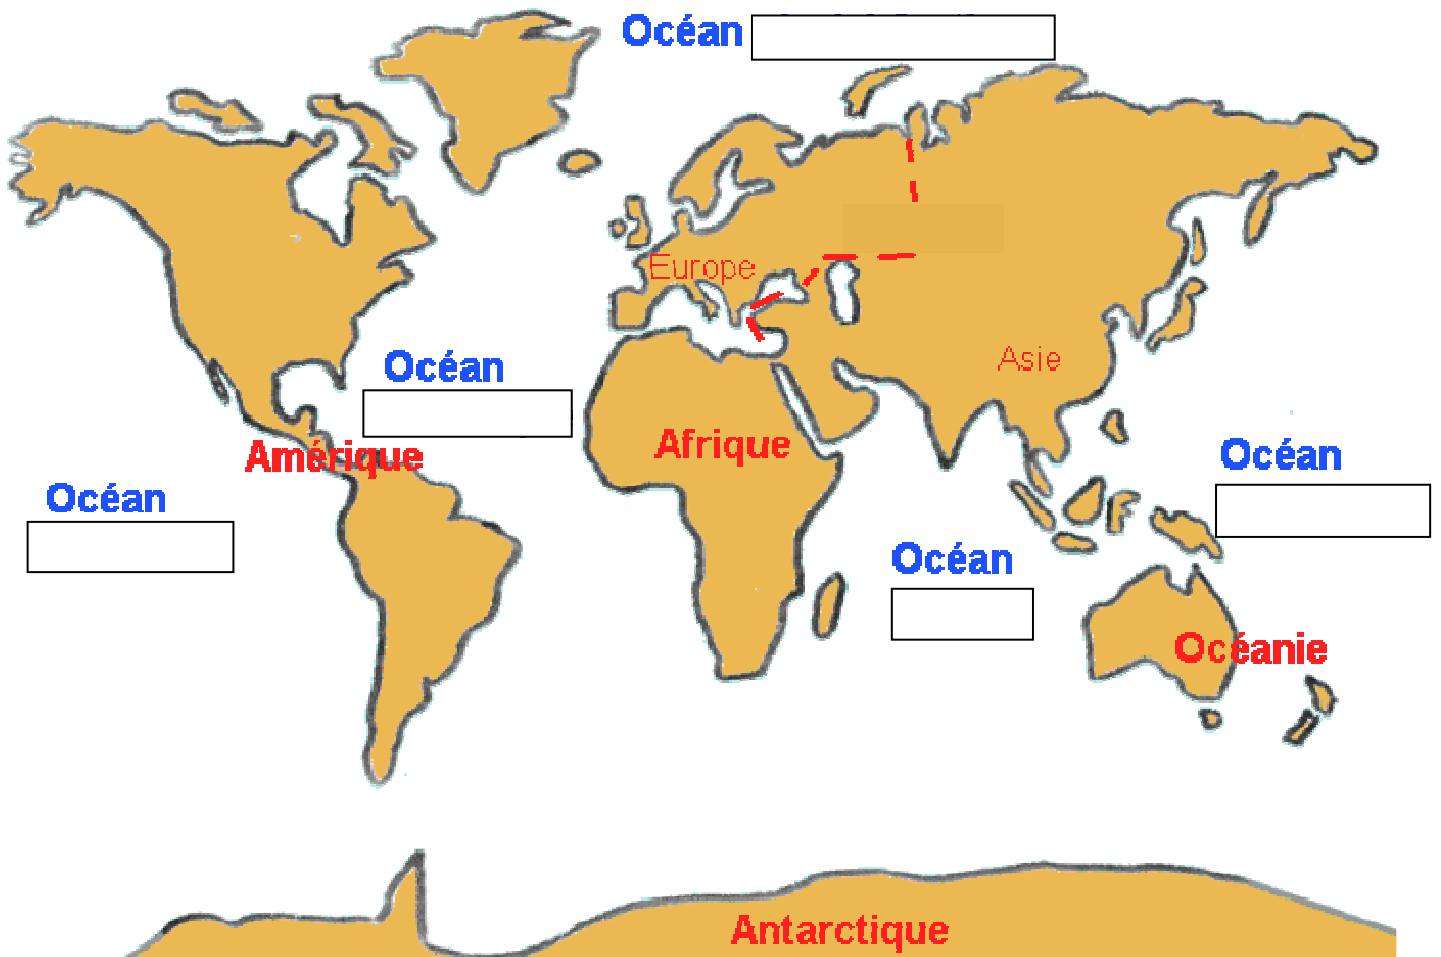 Océan
Europe
Asie
Océan
Afrique
Amérique
Océan
Océan
Océan
Océanie
Antarctique